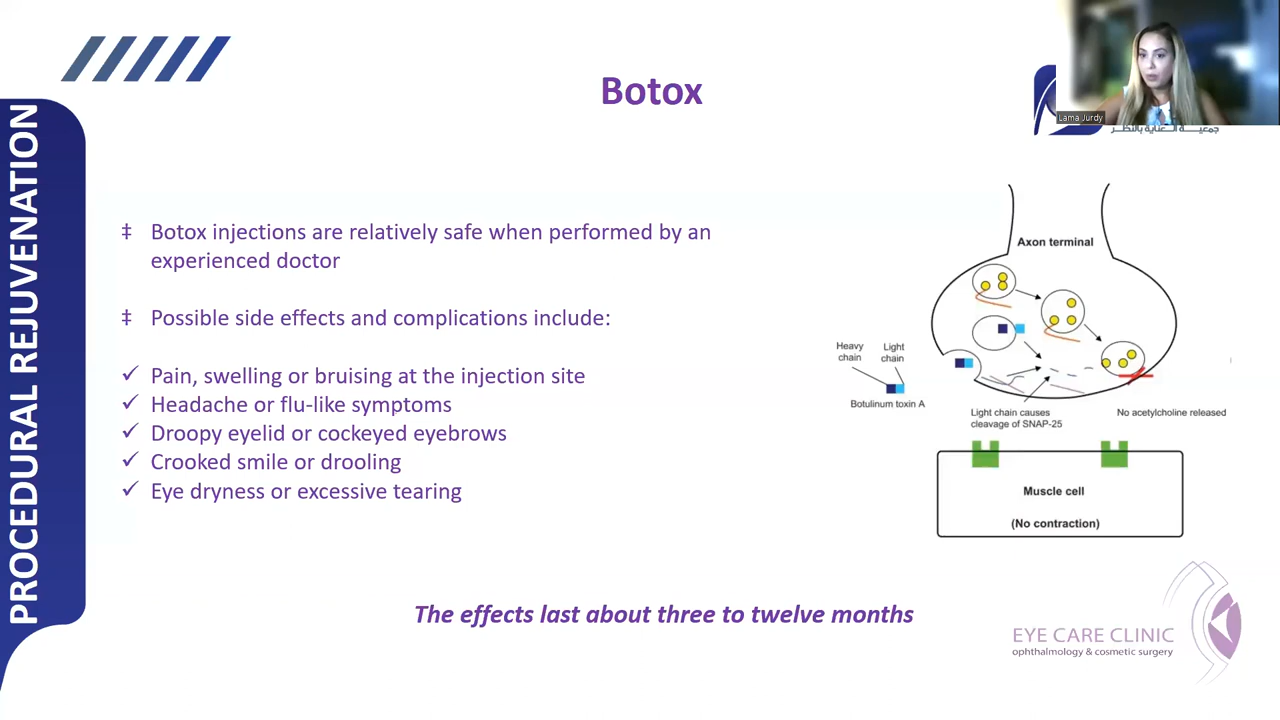 PROCEDURAL REJUVENATION
Botox
Lama Jurdy
جمعيـــة العناية بالنظر
‡ Botox injections are relatively safe when performed by an
experienced doctor
‡ Possible side effects and complications include:
✓ Pain, swelling or bruising at the injection site
✓ Headache or flu-like symptoms
✓ Droopy eyelid or cockeyed eyebrows
✓ Crooked smile or drooling
✓ Eye dryness or excessive tearing
Axon terminal
Heavy
chain
Light
chain
Botulinum toxin A
Light chain causes
cleavage of SNAP-25
No acetylcholine released
Muscle cell
(No contraction)
The effects last about three to twelve months
EYE CARE CLINIC
ophthalmology & cosmetic surgery